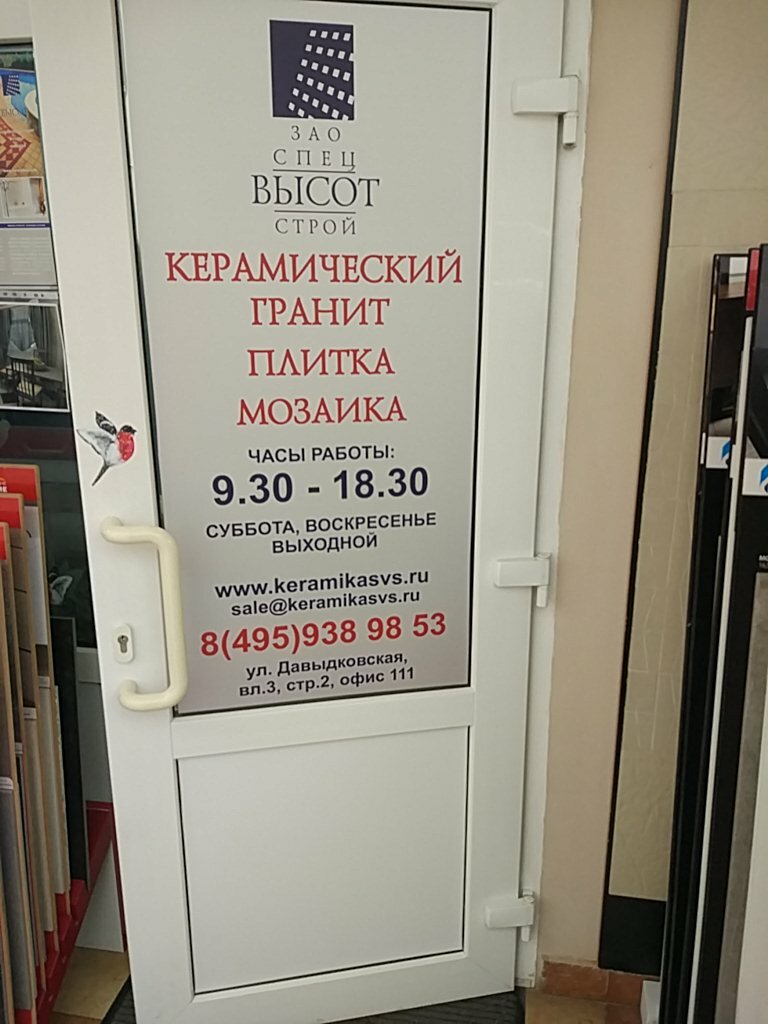 ЗАО
СПЕЦ
ВЫСОТ
СТРОЙ
КЕРАМИЧЕСКИЙ
ГРАНИТ
ПЛИТКА
МОЗАИКА
ЧАСЫ РАБОТЫ:
9.30 - 18.30
СУББОТА, ВОСКРЕСЕНЬЕ
ВЫХОДНОЙ
www.keramikasvs.ru
sale@keramikasvs.ru
8(495)938 98 53
ул. Давыдковская,
вл.3, стр.2, офис 111